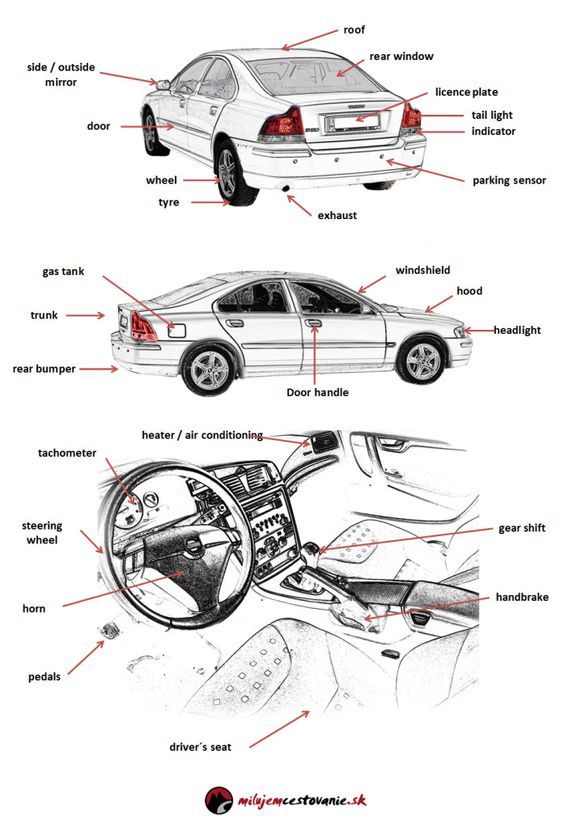 roof
rear window
side / outside
mirror
licence plate
tail light
door
indicator
wheel
parking sensor
tyre
exhaust
gas tank
windshield
hood
trunk
headlight
rear bumper
Door handle
heater / air conditioning
tachometer
steering
wheel
gear shift
horn
handbrake
pedals
driver´s seat
milujemcestovanie.sk